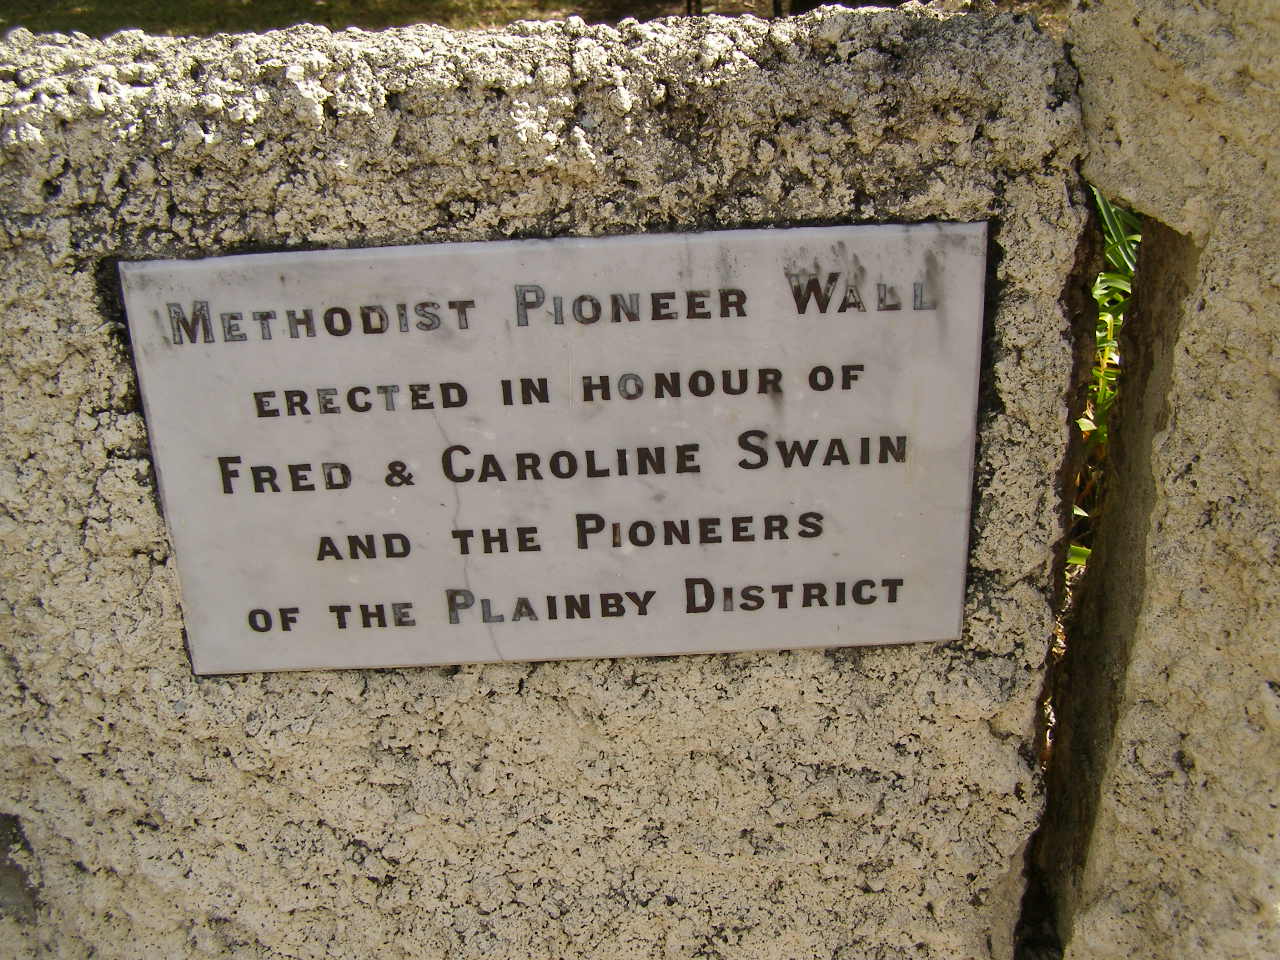 METHODIST PIONEER WALL
ERECTED IN HONOUR OF
FRED & CAROLINE SWAIN
AND THE PIONEERS
OF THE PLAINBY DISTRICT